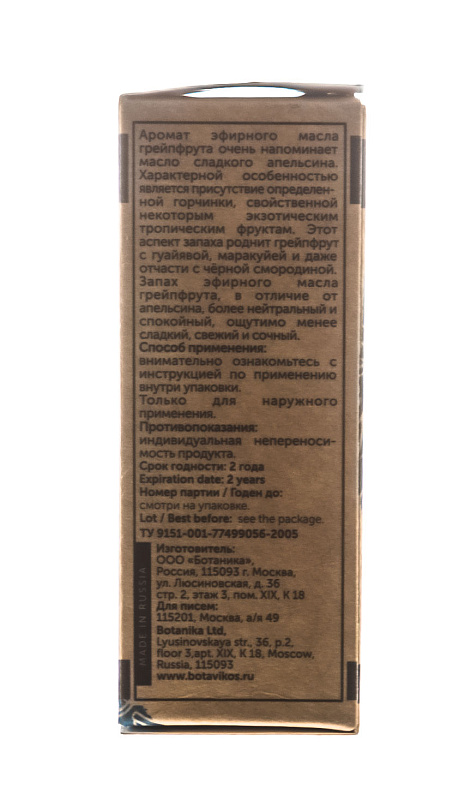 Аромат эфирного масла
грейпфрута очень напоминает
масло сладкого апельсина.
Характерной особенностью
является присутствие определен-
ной горчинки, свойственной
некоторым экзотическим
тропическим фруктам. Этот
аспект запаха роднит грейпфрут
с гуайявой, маракуйей и даже
отчасти с чёрной смородиной.
Запах эфирного масла
грейпфрута, в отличие от
апельсина, более нейтральный и
спокойный, ощутимо менее
сладкий, свежий и сочный.
Способ применения:
внимательно ознакомьтесь с
инструкцией по применению
внутри упаковки.
Только для наружного
применения.
Противопоказания:
индивидуальная непереноси-
мость продукта.
Срок годности: 2 года
Expiration date: 2 years
Номер партии / Годен до:
смотри на упаковке.
Lot / Best before: see the package.
ТУ 9151-001-77499056-2005
MADE IN RUSSIA
Изготовитель:
ООО «Ботаника»,
Россия, 115093 г. Москва,
ул. Люсиновская, д. 36
стр. 2, этаж 3, пом. XIX, К 18
Для писем:
115201, Москва, а/я 49
Botanika Ltd,
Lyusinovskaya str., 36, p.2,
floor 3,apt. XIX, K 18, Moscow,
Russia, 115093
www.botavikos.ru